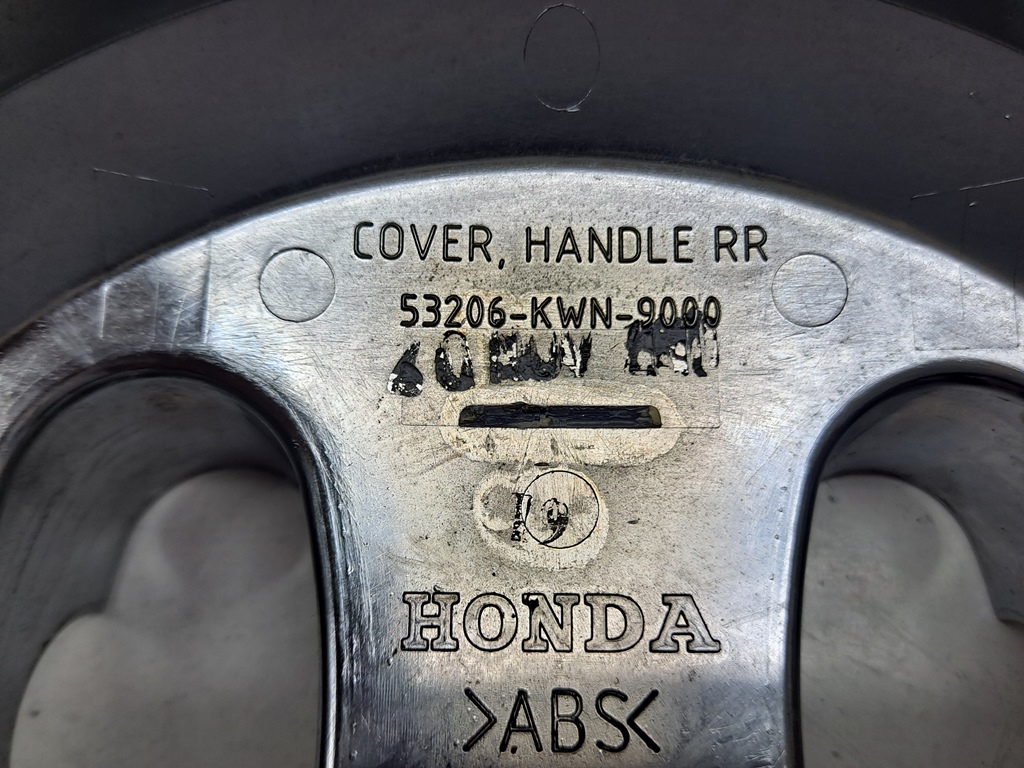 COVER, HANDLE RR
53206-KWN-9000
HONDA
>ABS<